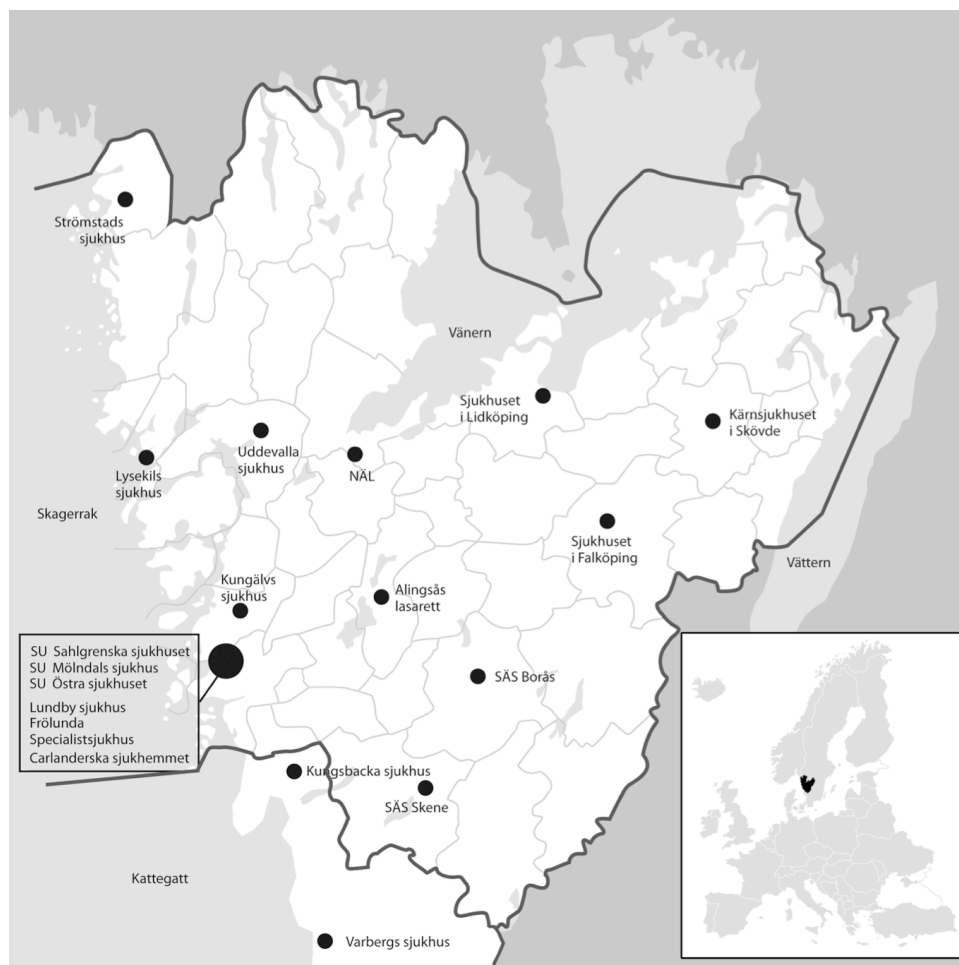 Strömstads
sjukhus
Vänern
Sjukhuset
i Lidköping
Kärnsjukhuset
i Skövde
Uddevalla
sjukhus
NÄL
Lysekils
sjukhus
Skagerrak
Sjukhuset
i Falköping
Vättern
Kungälvs
sjukhus
Alingsås
lasarett
SU Sahlgrenska sjukhuset
SU Mölndals sjukhus
SU Östra sjukhuset
Lundby sjukhus
Frölunda
Specialistsjukhus
Carlanderska sjukhemmet
SÄS Borås
Kungsbacka sjukhus
SÄS Skene
Kattegatt
Varbergs sjukhus